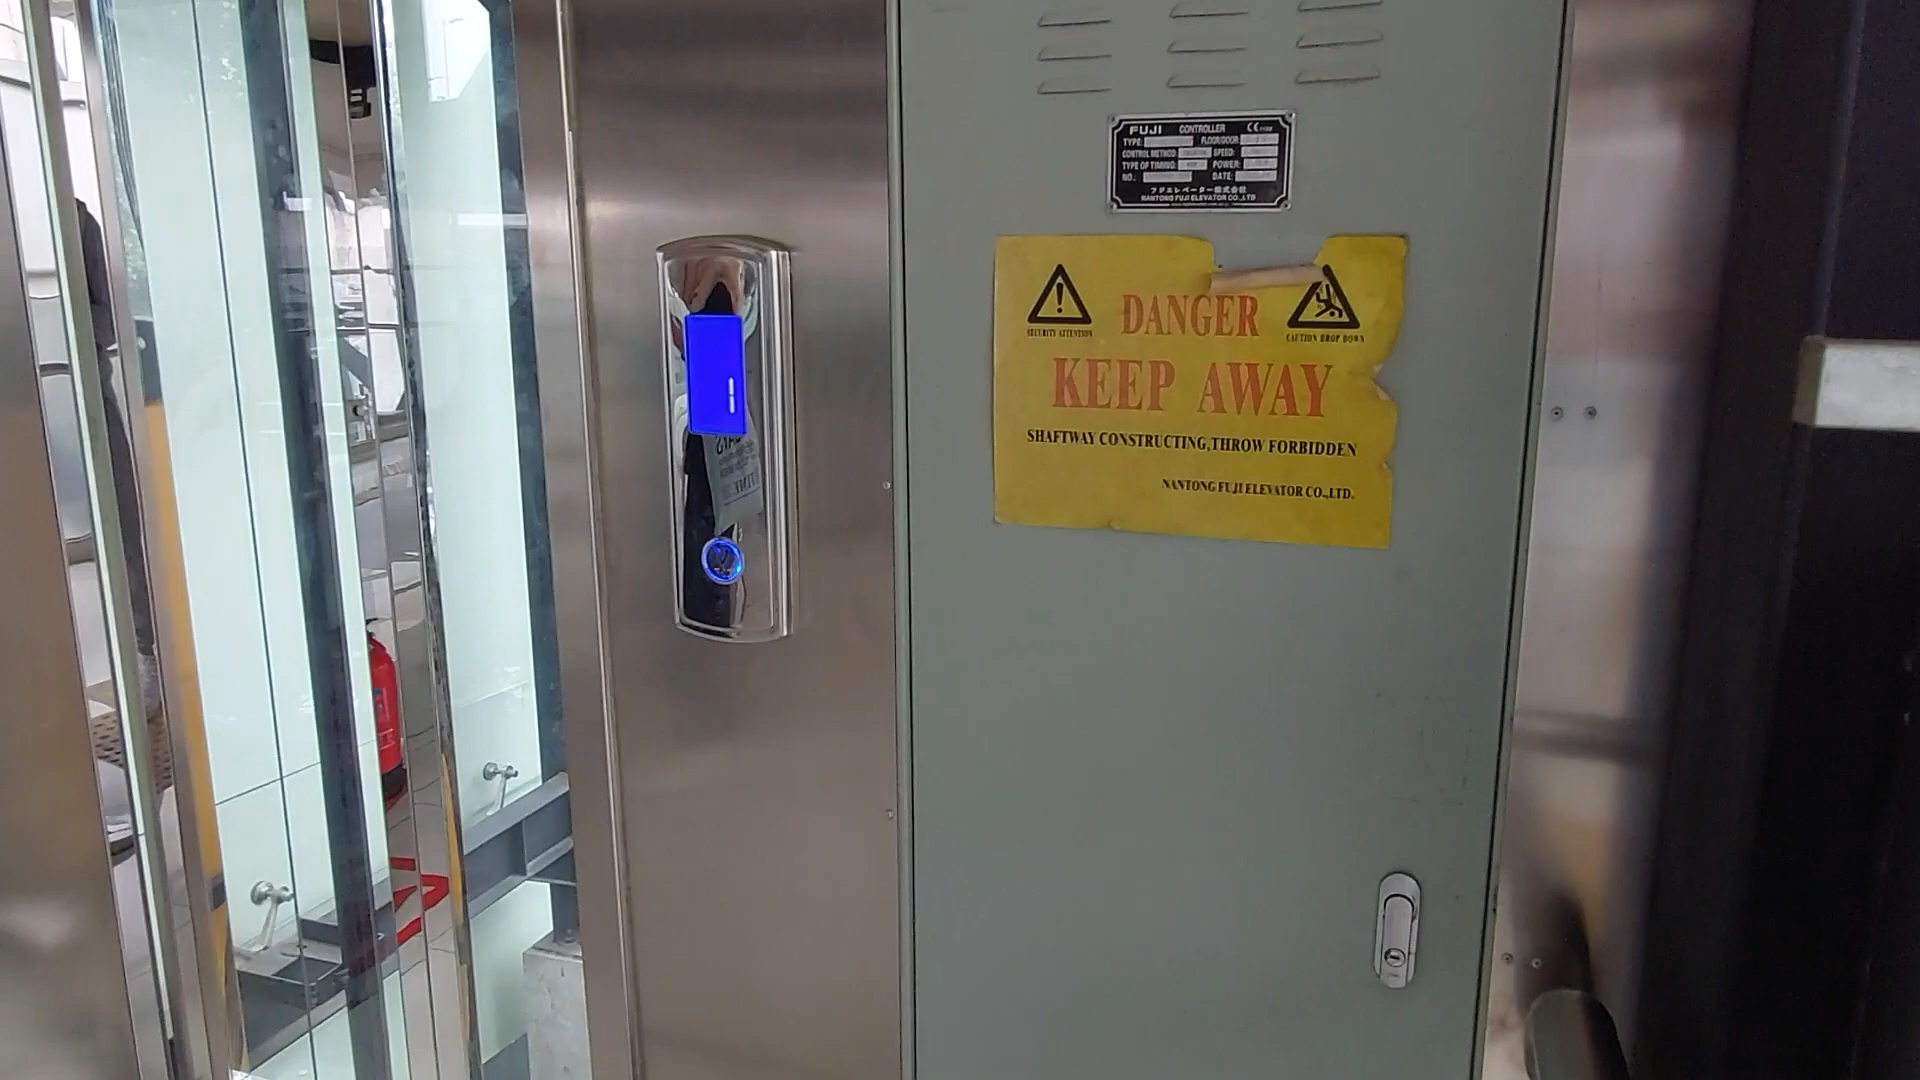 FUJI CONTROLLER CE
TYPE: FLOOR/DOOR:
CONTROL METHOD: SPEED:
TYPE OF TIMING: POWER:
NO.: DATE:
フジエレベーター株式会社
NANTONG FUJI ELEVATOR CO.,LTD
DANGER
SECURITY ATTENTION
CAUTION DROP DOWN
KEEP AWAY
SHAFTWAY CONSTRUCTING,THROW FORBIDDEN
NANTONG FUJI ELEVATOR CO.,LTD.
1